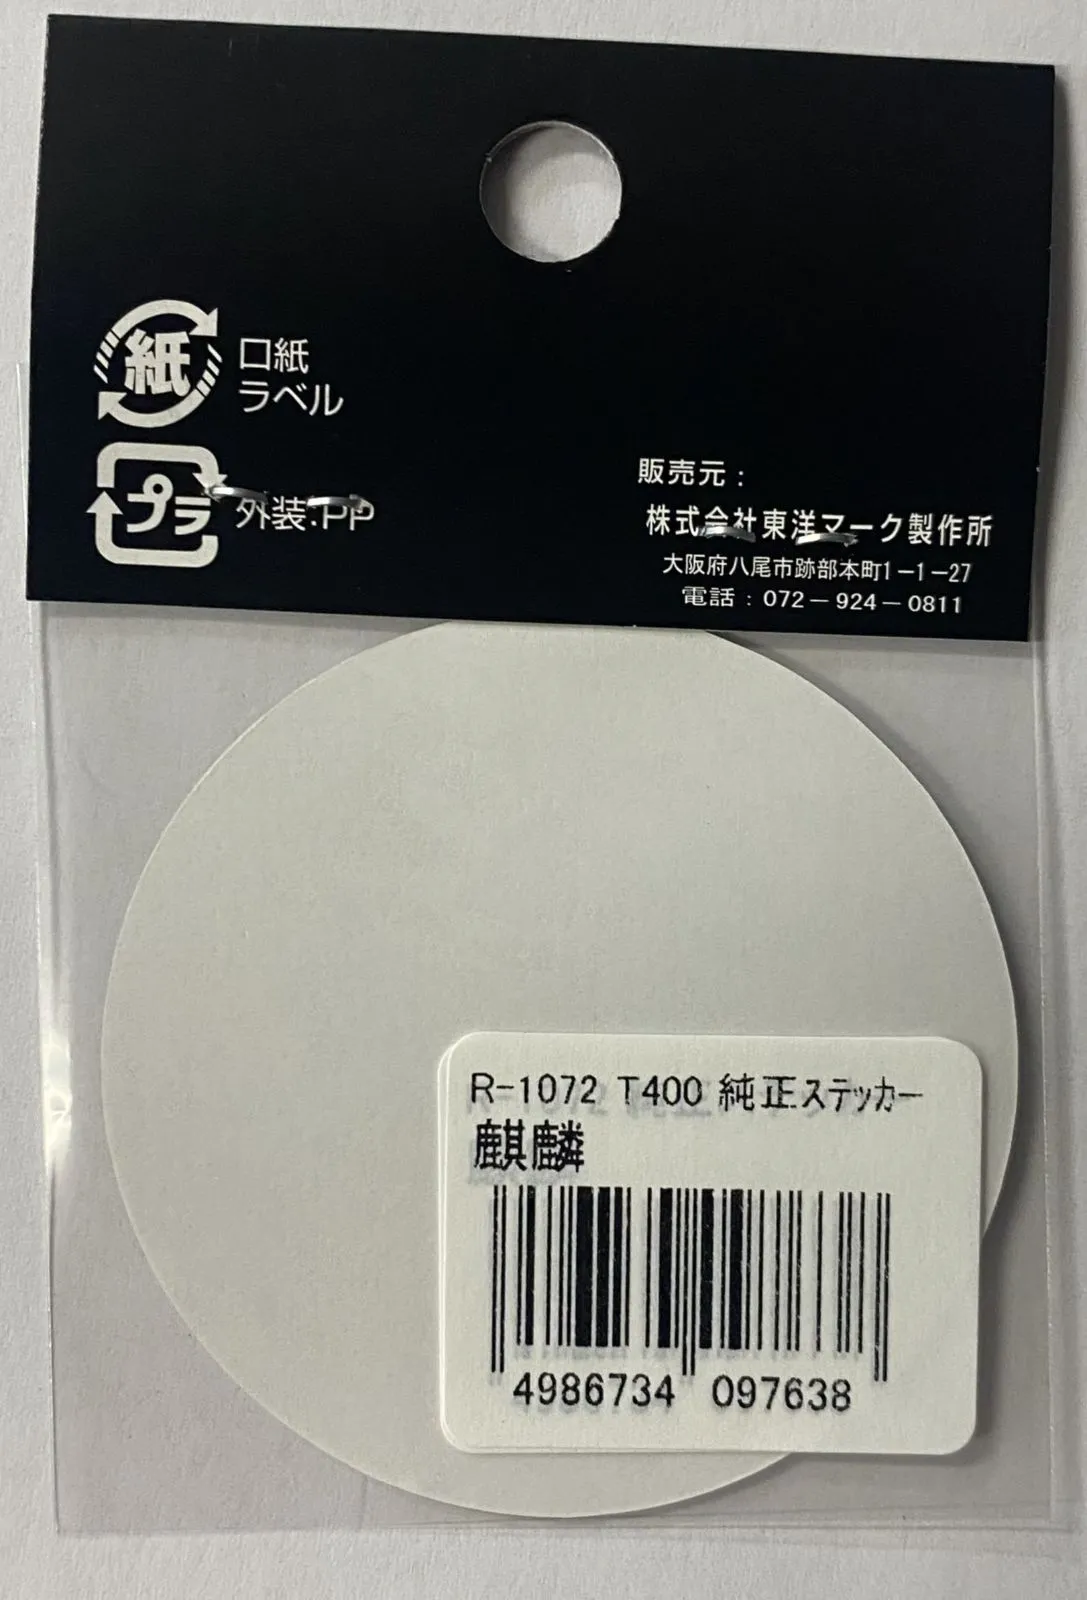 紙
口紙
ラベル
プラ
外装:PP
販売元:
株式会社東洋マーク製作所
大阪府八尾市跡部本町1-1-27
電話:072-924-0811
R-1072 T400 純正ステッカー
麒麟
4986734 097638